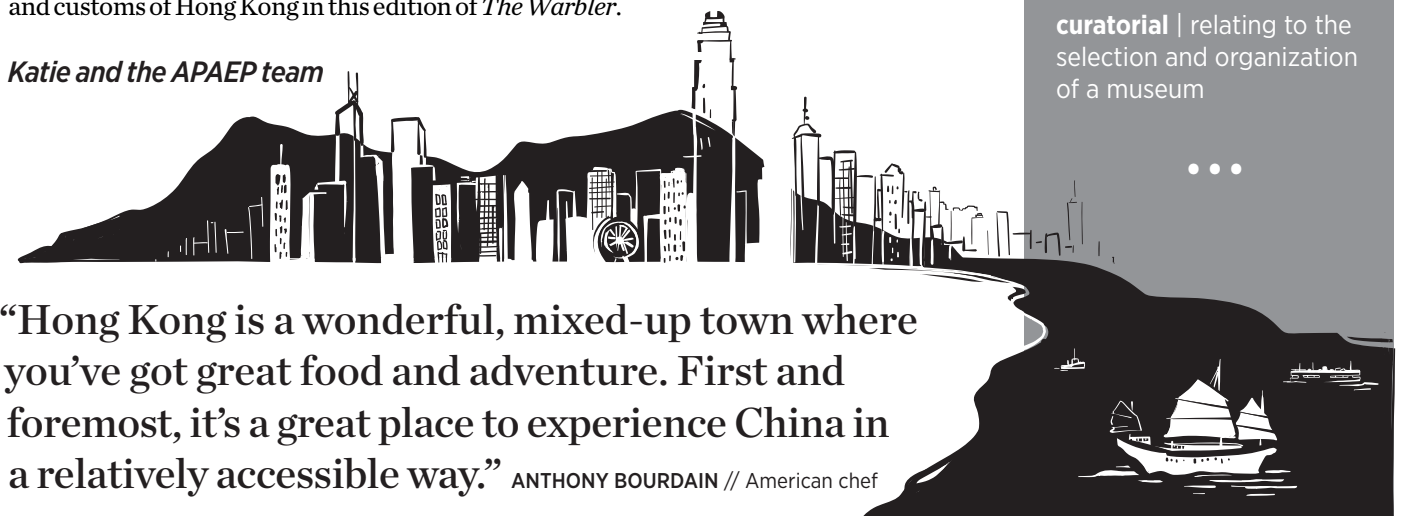 and customs of Hong Kong in this edition of The Warbler.
Katie and the APAEP team
“Hong Kong is a wonderful, mixed-up town where
you’ve got great food and adventure. First and
foremost, it’s a great place to experience China in
a relatively accessible way.” ANTHONY BOURDAIN // American chef
curatorial | relating to the
selection and organization
of a museum
•••